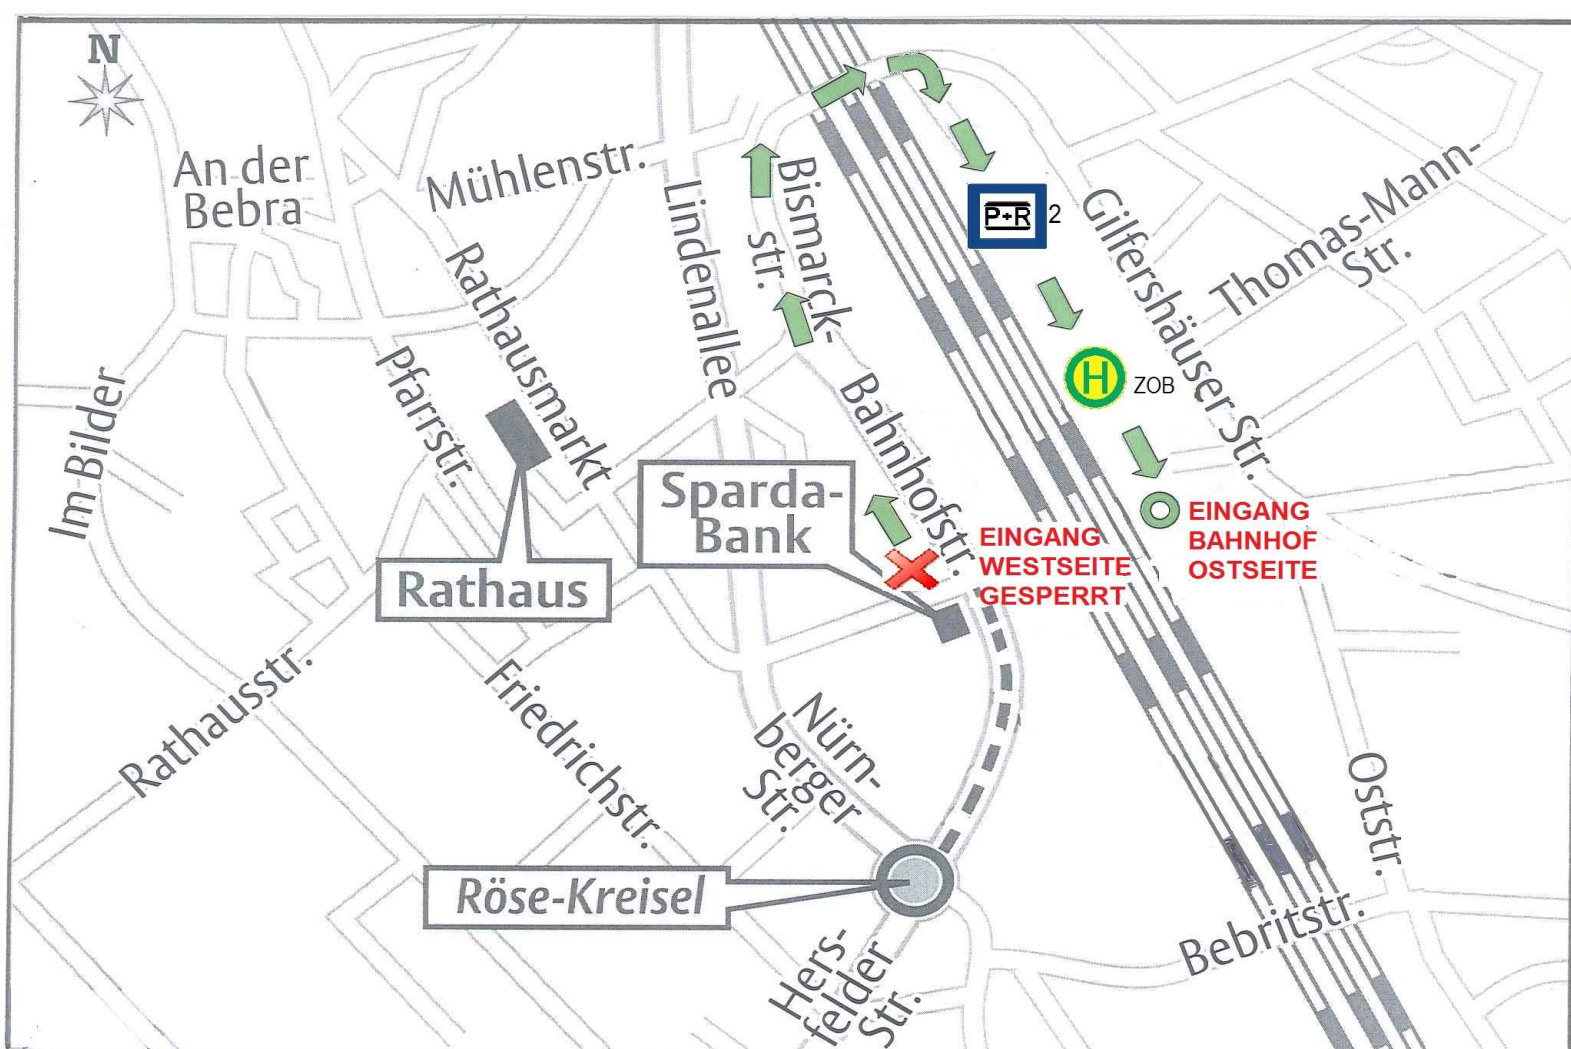 N
An der
Bebra
Mühlenstr.
Lindenallee
Bismarck-
str.
P+R
2
Gilfershäuser Str.
Thomas-Mann-
Str.
Rathausmarkt
Pfarrstr.
Im Bilder
H
ZOB
Bahnhofstr.
Sparda-
Bank
Rathaus
EINGANG
WESTSEITE
GESPERRT
EINGANG
BAHNHOF
OSTSEITE
Rathausstr.
Friedrichstr.
Nürn-
berger
Str.
Oststr.
Röse-Kreisel
Hers-
felder
Str.
Bebritstr.